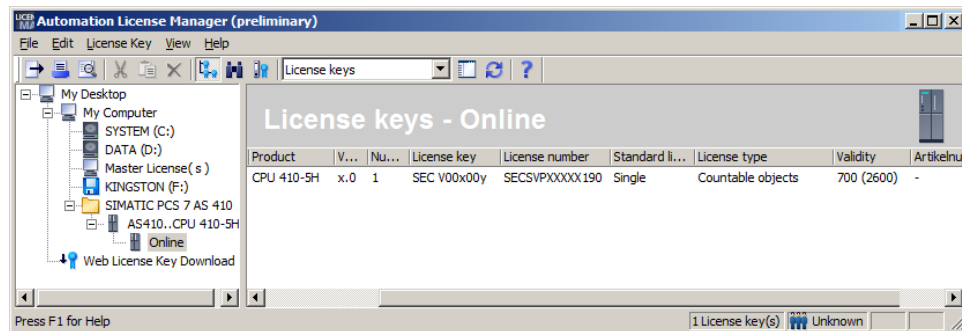 Automation License Manager (preliminary)
File Edit License Key View Help
License keys
My Desktop
My Computer
SYSTEM (C:)
DATA (D:)
Master License( s )
KINGSTON (F:)
SIMATIC PCS 7 AS 410
AS410..CPU 410-5H
Online
Web License Key Download
License keys - Online
Product V... Nu... License key License number Standard li... License type Validity Artikelnu
CPU 410-5H x.0 1 SEC V00x00y SECSVPXXXXX190 Single Countable objects 700 (2600) -
Press F1 for Help 1 License key(s) Unknown